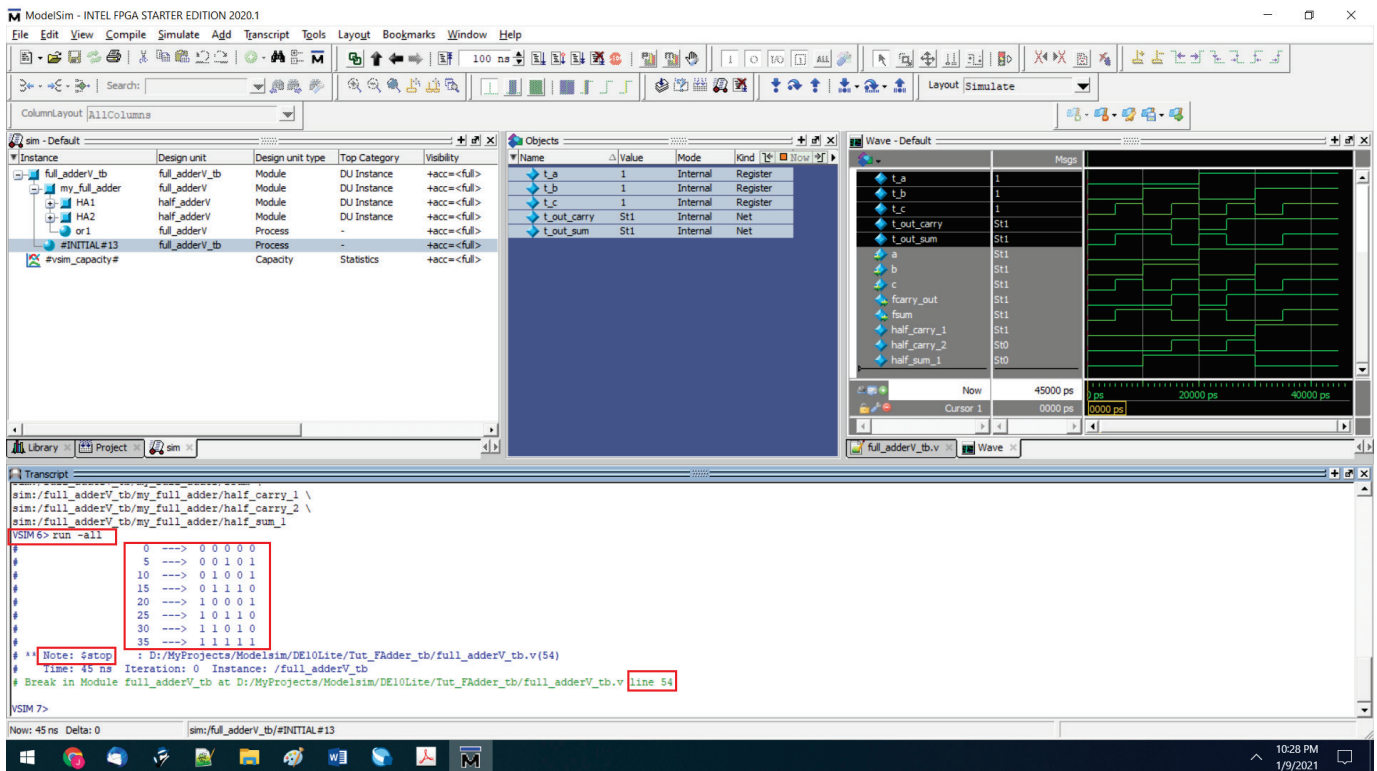 ModelSim - INTEL FPGA STARTER EDITION 2020.1
File Edit View Compile Simulate Add Transcript Tools Layout Bookmarks Window Help
100 ns
Search:
Layout Simulate
ColumnLayout AllColumns
sim - Default
Instance Design unit Design unit type Top Category Visibility
full_adderV_tb full_adderV_tb Module DU Instance +acc=<full>
my_full_adder full_adderV Module DU Instance +acc=<full>
HA1 half_adderV Module DU Instance +acc=<full>
HA2 half_adderV Module DU Instance +acc=<full>
or1 full_adderV Process - +acc=<full>
#INITIAL#13 full_adderV_tb Process - +acc=<full>
#vsim_capacity# Capacity Statistics +acc=<full>
Library Project sim
Objects
Name Value Mode Kind Now
t_a 1 Internal Register
t_b 1 Internal Register
t_c 1 Internal Register
t_out_carry St1 Internal Net
t_out_sum St1 Internal Net
Wave - Default
Msgs
t_a 1
t_b 1
t_c 1
t_out_carry St1
t_out_sum St1
a St1
b St1
c St1
fcarry_out St1
fsum St1
half_carry_1 St1
half_carry_2 St0
half_sum_1 St0
Now 45000 ps ps 20000 ps 40000 ps
Cursor 1 0000 ps 0000 ps
full_adderV_tb.v Wave
Transcript
sim:/full_adderV_tb/my_full_adder/half_carry_1 \
sim:/full_adderV_tb/my_full_adder/half_carry_2 \
sim:/full_adderV_tb/my_full_adder/half_sum_1
VSIM 6> run -all
# 0 ---> 0 0 0 0 0
# 5 ---> 0 0 1 0 1
# 10 ---> 0 1 0 0 1
# 15 ---> 0 1 1 1 0
# 20 ---> 1 0 0 0 1
# 25 ---> 1 0 1 1 0
# 30 ---> 1 1 0 1 0
# 35 ---> 1 1 1 1 1
# ** Note: $stop : D:/MyProjects/Modelsim/DE10Lite/Tut_FAdder_tb/full_adderV_tb.v(54)
# Time: 45 ns Iteration: 0 Instance: /full_adderV_tb
# Break in Module full_adderV_tb at D:/MyProjects/Modelsim/DE10Lite/Tut_FAdder_tb/full_adderV_tb.v line 54
VSIM 7>
Now: 45 ns Delta: 0 sim:/full_adderV_tb/#INITIAL#13
10:28 PM
1/9/2021